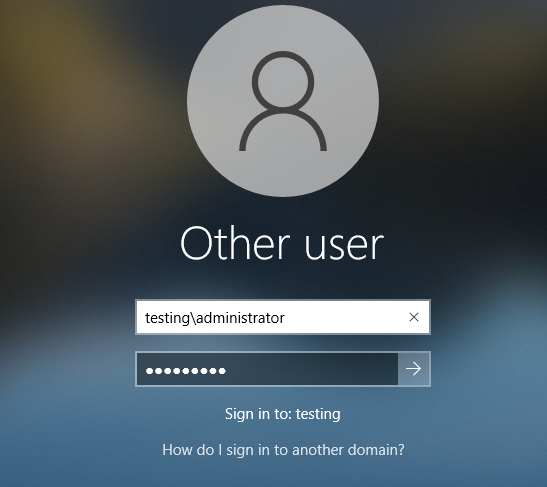 Other user
testing\administrator
●●●●●●●●●
Sign in to: testing
How do I sign in to another domain?